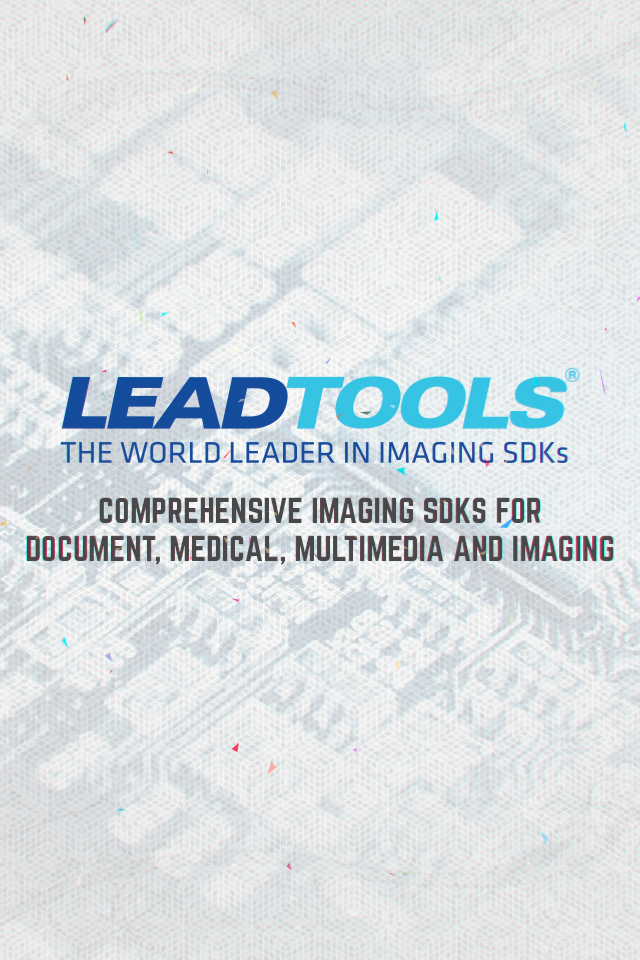 LEADTOOLS®
THE WORLD LEADER IN IMAGING SDKs
COMPREHENSIVE IMAGING SDKS FOR
DOCUMENT, MEDICAL, MULTIMEDIA AND IMAGING